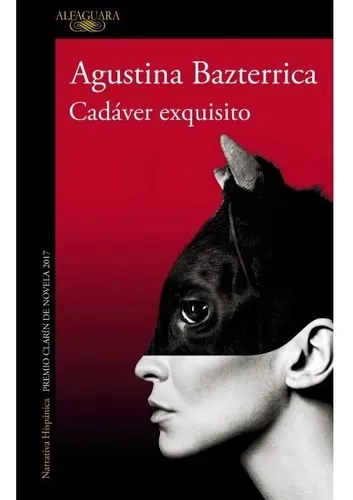 ALFAGUARA
Agustina Bazterrica
Cadáver exquisito
Narrativa Hispánica PREMIO CLARÍN DE NOVELA 2017